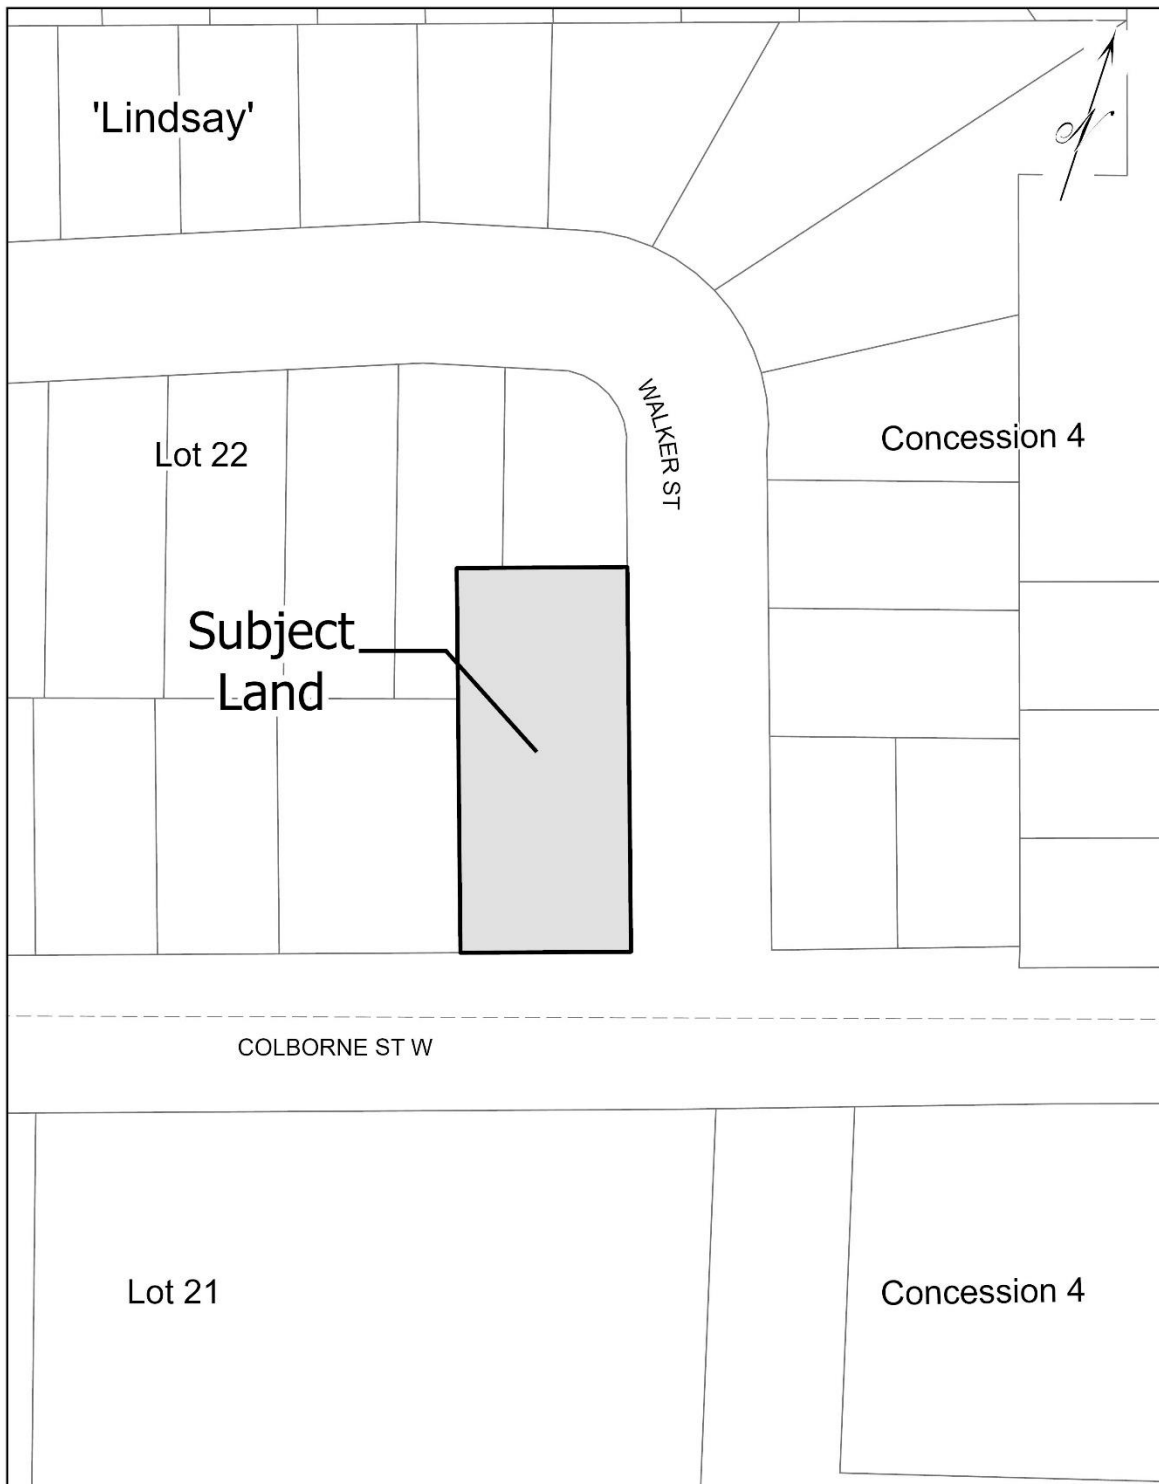 'Lindsay'
N
WALKER ST
Lot 22
Concession 4
Subject
Land
COLBORNE ST W
Lot 21
Concession 4